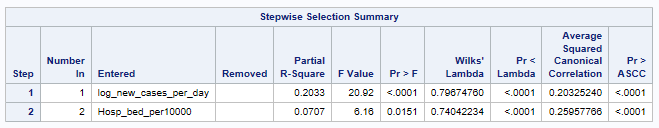 Stepwise Selection Summary
Step Number In Entered Removed Partial R-Square F Value Pr > F Wilks' Lambda Pr < Lambda Average Squared Canonical Correlation Pr > ASCC
1 1 log_new_cases_per_day 0.2033 20.92 <.0001 0.79674760 <.0001 0.20325240 <.0001
2 2 Hosp_bed_per10000 0.0707 6.16 0.0151 0.74042234 <.0001 0.25957766 <.0001